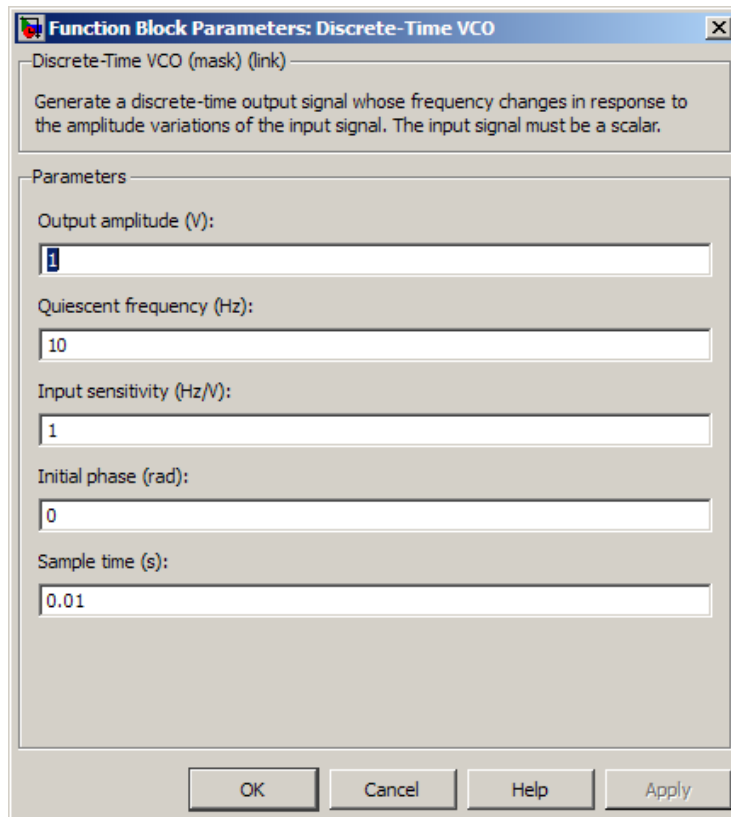 Function Block Parameters: Discrete-Time VCO
Discrete-Time VCO (mask) (link)
Generate a discrete-time output signal whose frequency changes in response to
the amplitude variations of the input signal. The input signal must be a scalar.
Parameters
Output amplitude (V):
1
Quiescent frequency (Hz):
10
Input sensitivity (Hz/V):
1
Initial phase (rad):
0
Sample time (s):
0.01
OK Cancel Help Apply